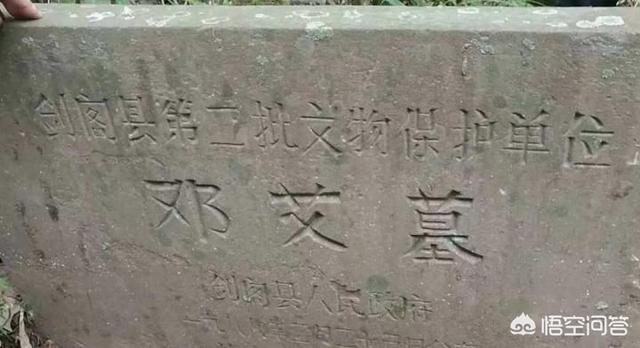 剑阁县第二批文物保护单位
邓艾墓
剑阁县人民政府
悟空问答